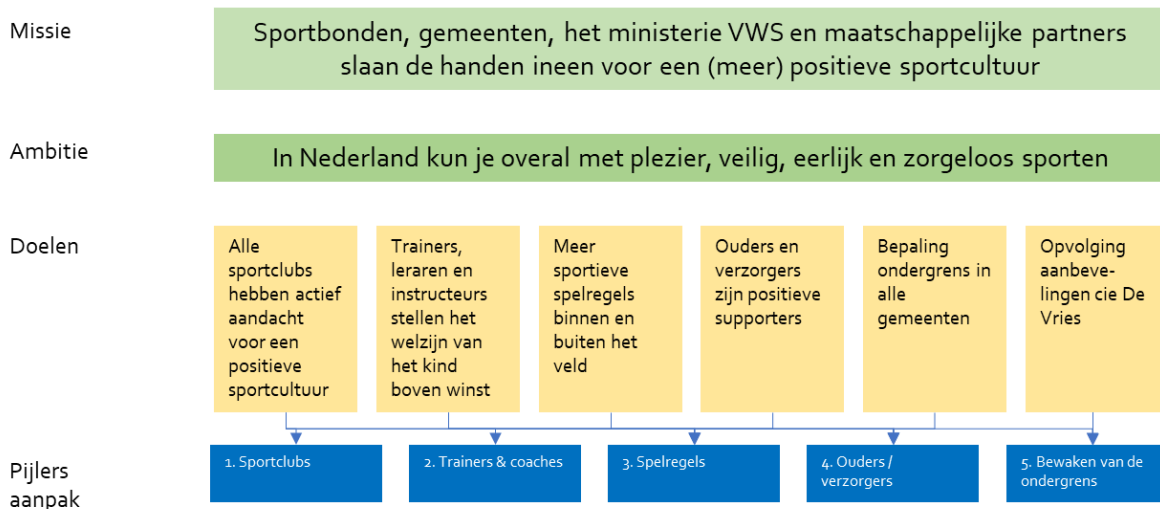 Missie
Sportbonden, gemeenten, het ministerie VWS en maatschappelijke partners
slaan de handen ineen voor een (meer) positieve sportcultuur
Ambitie
In Nederland kun je overal met plezier, veilig, eerlijk en zorgeloos sporten
Doelen
Alle
sportclubs
hebben actief
aandacht
voor een
positieve
sportcultuur
Trainers,
leraren en
instructeurs
stellen het
welzijn van
het kind
boven winst
Meer
sportieve
spelregels
binnen en
buiten het
veld
Ouders en
verzorgers
zijn positieve
supporters
Bepaling
ondergrens in
alle
gemeenten
Opvolging
aanbeve-
lingen cie De
Vries
Pijlers
aanpak
1. Sportclubs
2. Trainers & coaches
3. Spelregels
4. Ouders /
verzorgers
5. Bewaken van de
ondergrens